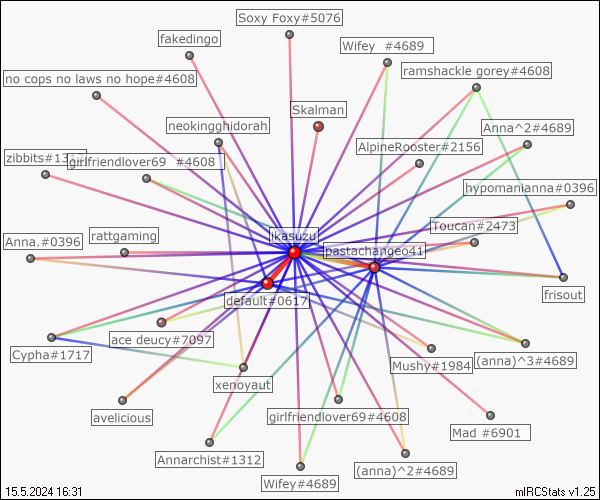 Soxy Foxy#5076
fakedingo
Wifey  #4689
ramshackle gorey#4608
no cops no laws no hope#4608
Skalman
neokingghidorah
Anna^2#4689
AlpineRooster#2156
zibbits#1312
girlfriendlover69  #4608
hypomanianna#0396
Toucan#2473
ikasuzu
Anna.#0396
rattgaming
pastachangeo41
frisout
default#0617
ace deucy#7097
Cypha#1717
(anna)^3#4689
Mushy#1984
xenoyaut
avelicious
girlfriendlover69#4608
Mad #6901
Annarchist#1312
(anna)^2#4689
Wifey#4689
15.5.2024 16:31
mIRCStats v1.25